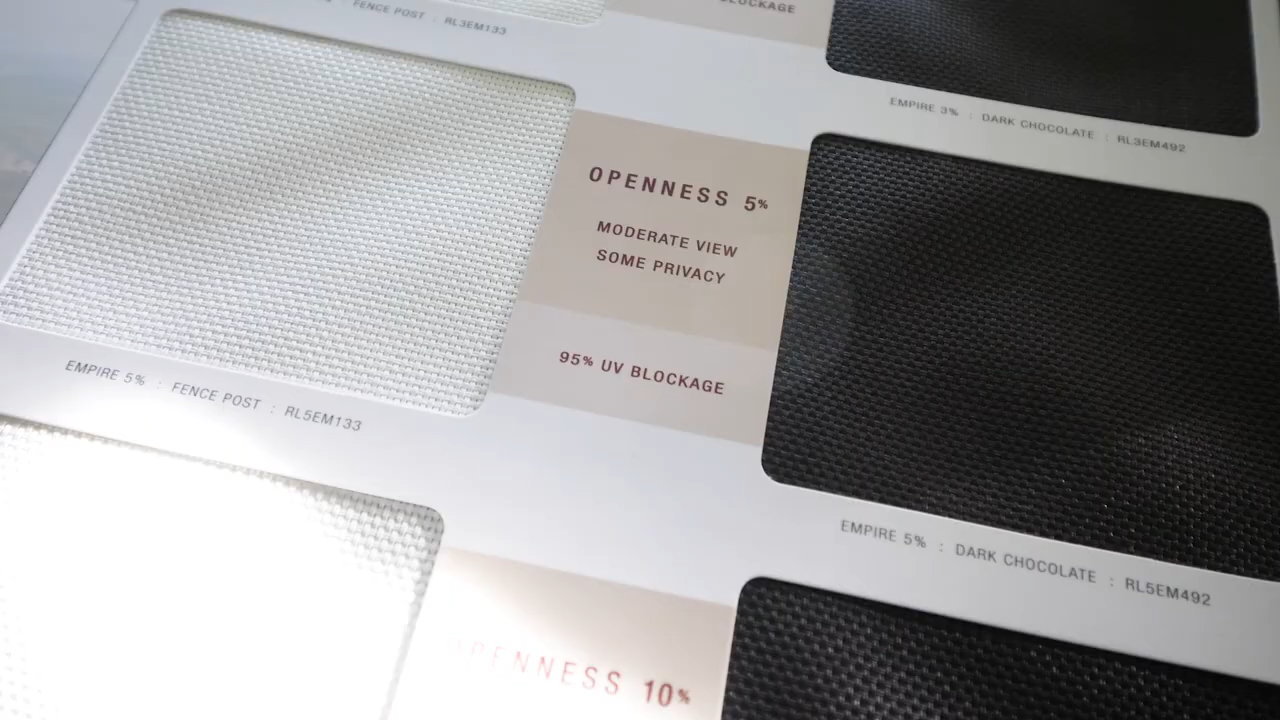 FENCE POST : RL3EM133
BLOCKAGE
EMPIRE 3% : DARK CHOCOLATE : RL3EM492
OPENNESS 5%
MODERATE VIEW
SOME PRIVACY
95% UV BLOCKAGE
EMPIRE 5% : FENCE POST : RL5EM133
EMPIRE 5% : DARK CHOCOLATE : RL5EM492
OPENNESS 10%